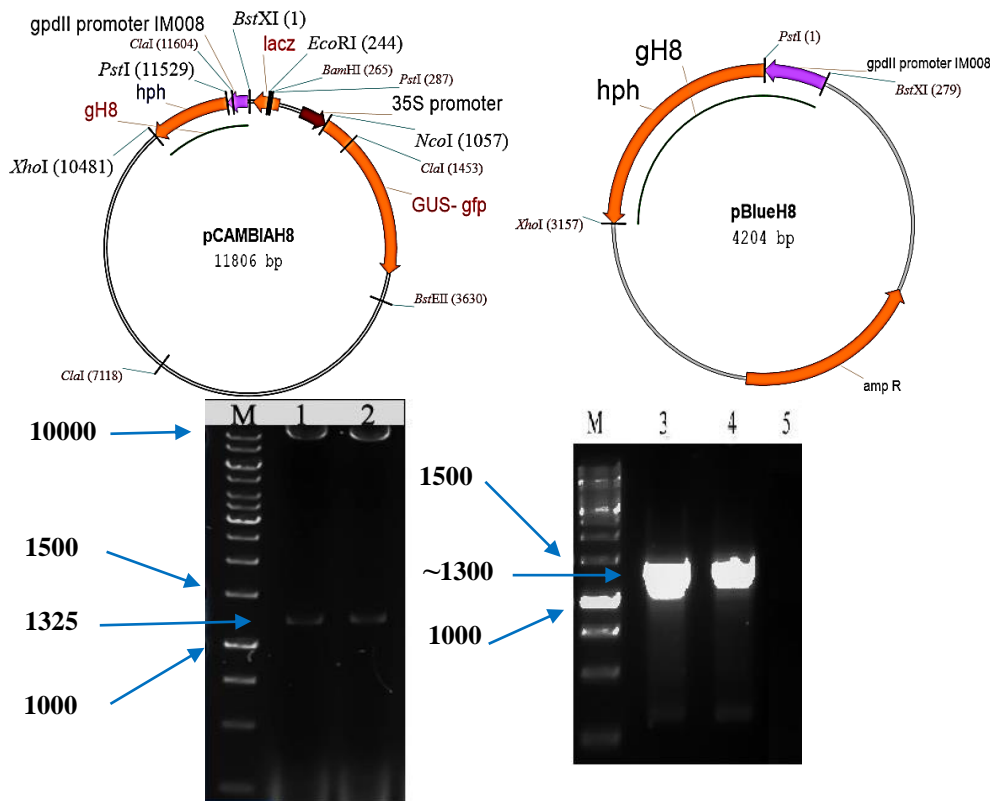 gpdII promoter IM008
BstXI (1)
ClaI (11604)
lacz
EcoRI (244)
BamHI (265)
PstI (11529)
PstI (287)
hph
35S promoter
gH8
NcoI (1057)
XhoI (10481)
ClaI (1453)
GUS- gfp
pCAMBIAH8
11806 bp
BstEII (3630)
ClaI (7118)
PstI (1)
gH8
gpdII promoter IM008
BstXI (279)
hph
pBlueH8
4204 bp
XhoI (3157)
amp R
M 1 2
10000
1500
1325
1000
M 3 4 5
1500
~1300
1000